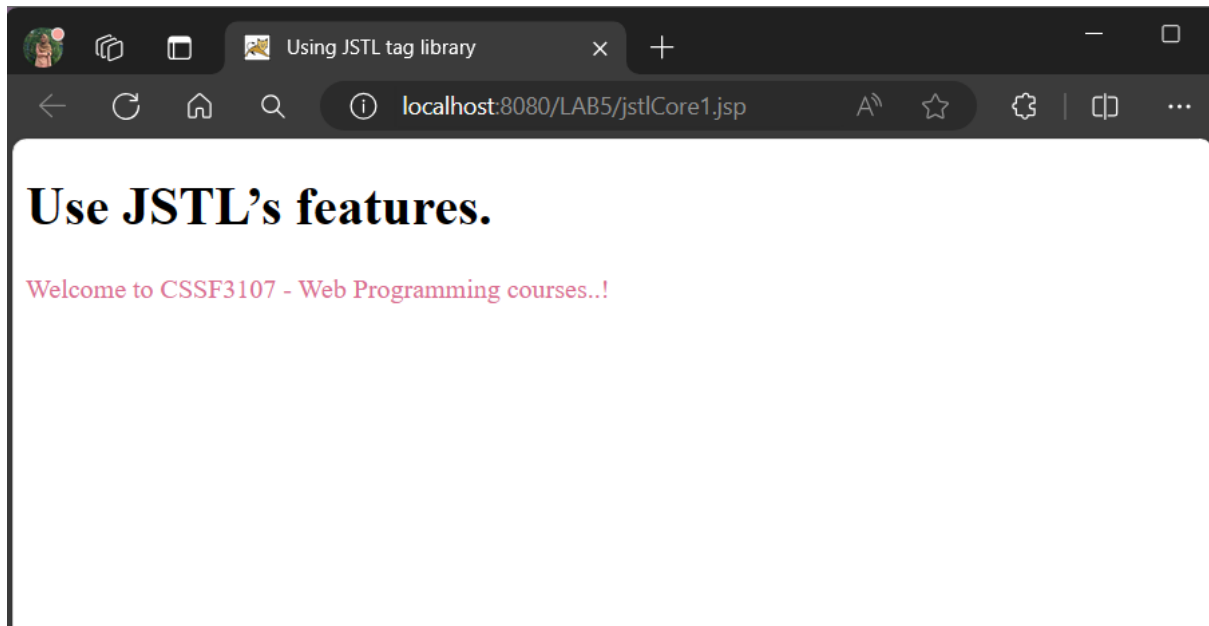 Using JSTL tag library
localhost:8080/LAB5/jstlCore1.jsp
Use JSTL’s features.
Welcome to CSSF3107 - Web Programming courses..!